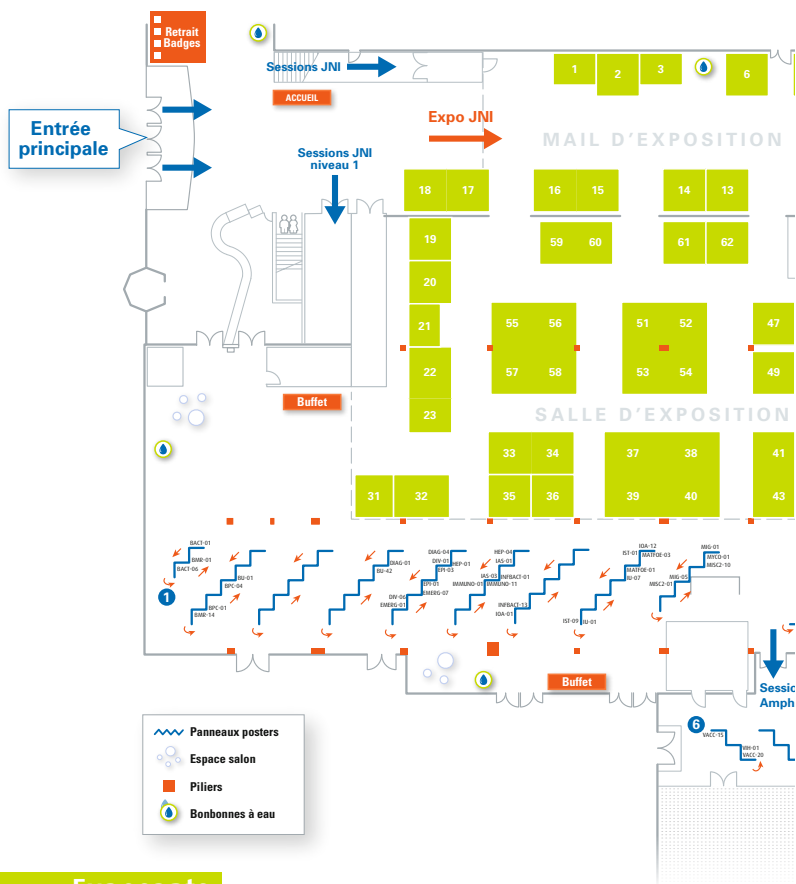 Retrait
Badges
Sessions JNI
ACCUEIL
1
2
3
6
Entrée
principale
Expo JNI
MAIL D'EXPOSITION
Sessions JNI
niveau 1
18
17
16
15
14
13
19
59
60
61
62
20
21
55
56
51
52
47
22
57
58
53
54
49
Buffet
23
SALLE D'EXPOSITION
33
34
37
38
41
31
32
35
36
39
40
43
BACT-01
BMR-01
BACT-06
BU-01
BPC-04
BPC-01
BMR-14
1
DIAG-01
BU-42
DIAG-04
DIV-01
EPI-03
HEP-01
EPI-01
EMERG-07
DIV-06
EMERG-01
HEP-04
IAS-01
IAS-03
INFBACT-01
IMMUNO-01
IMMUNO-11
INFBACT-13
IOA-01
IOA-12
IST-01
MATFOE-03
MATFOE-01
IU-07
IST-09
IU-01
MIG-01
MYCO-01
MISC2-10
MIG-05
MISC2-01
Buffet
Sessio
Amph
6
VACC-15
VIH-01
VACC-20
Panneaux posters
Espace salon
Piliers
Bonbonnes à eau